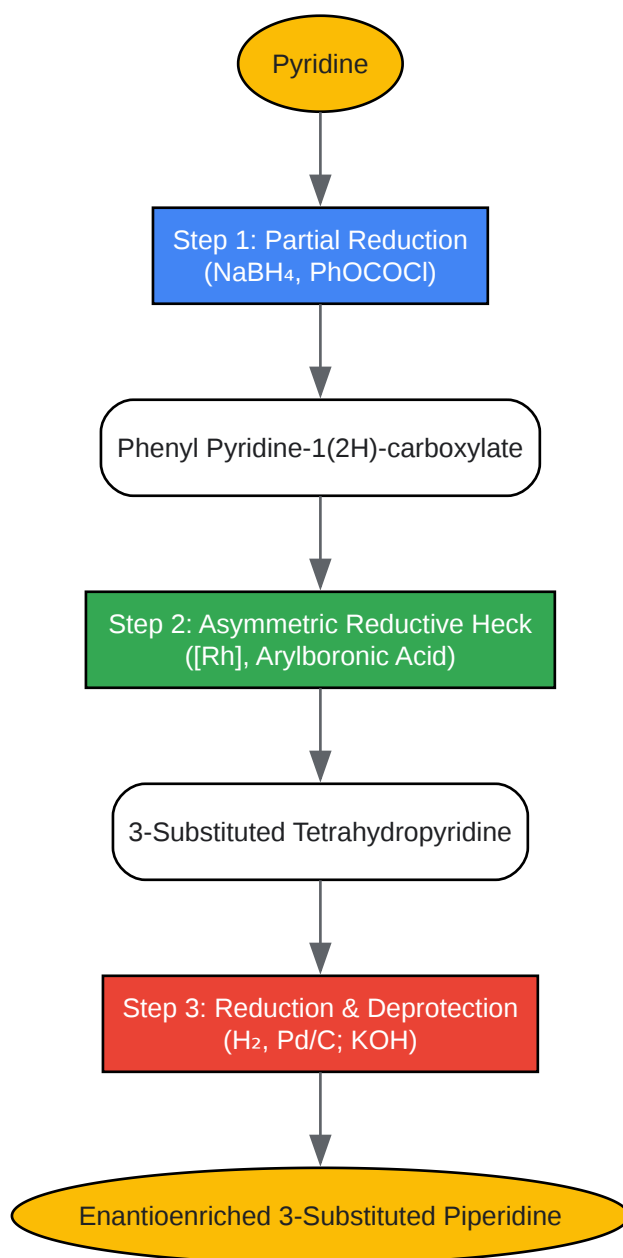 Pyridine
Step 1: Partial Reduction
(NaBH₄, PhOCOCl)
Phenyl Pyridine-1(2H)-carboxylate
Step 2: Asymmetric Reductive Heck
([Rh], Arylboronic Acid)
3-Substituted Tetrahydropyridine
Step 3: Reduction & Deprotection
(H₂, Pd/C; KOH)
Enantioenriched 3-Substituted Piperidine